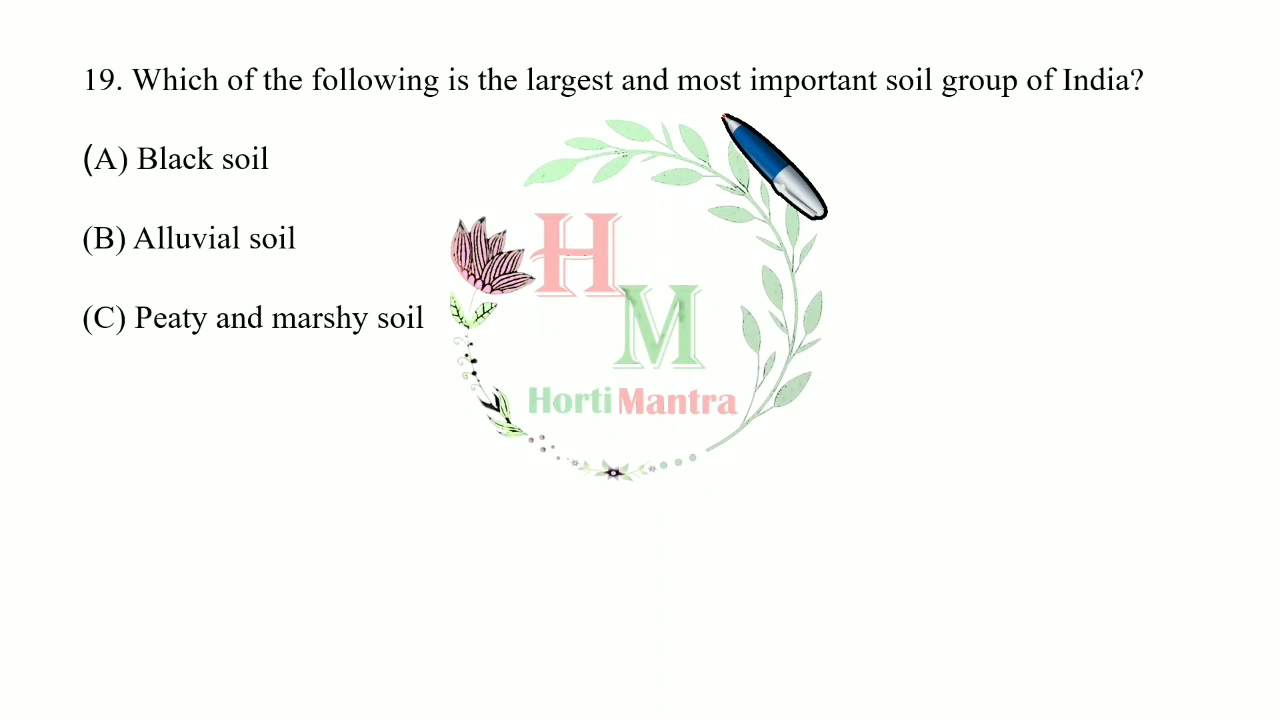 19. Which of the following is the largest and most important soil group of India?
(A) Black soil
(B) Alluvial soil
(C) Peaty and marshy soil
H
M
Horti Mantra